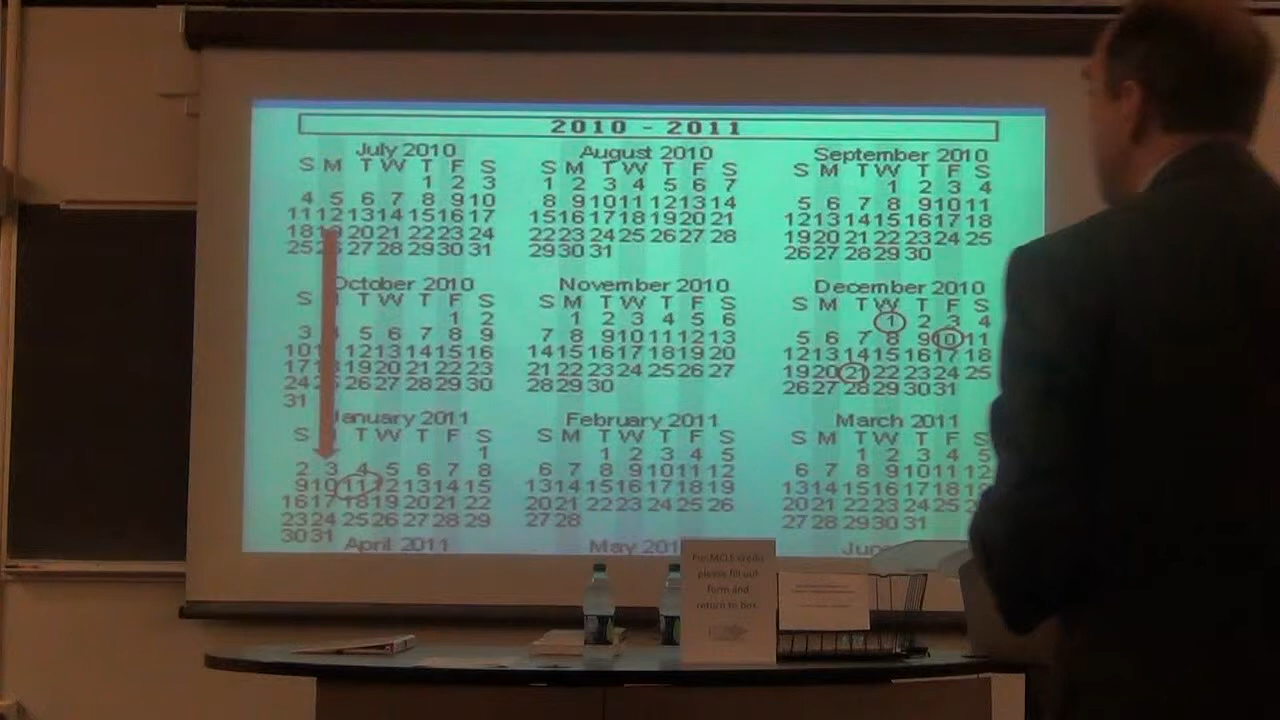 2010 - 2011
July 2010
S M T W T F S
1 2 3
4 5 6 7 8 9 10
11 12 13 14 15 16 17
18 19 20 21 22 23 24
25 26 27 28 29 30 31
August 2010
S M T W T F S
1 2 3 4 5 6 7
8 9 10 11 12 13 14
15 16 17 18 19 20 21
22 23 24 25 26 27 28
29 30 31
September 2010
S M T W T F S
1 2 3 4
5 6 7 8 9 10 11
12 13 14 15 16 17 18
19 20 21 22 23 24 25
26 27 28 29 30
October 2010
S T W T F S
1 2
3 5 6 7 8 9
10 12 13 14 15 16
17 19 20 21 22 23
24 26 27 28 29 30
31
November 2010
S M T W T F S
1 2 3 4 5 6
7 8 9 10 11 12 13
14 15 16 17 18 19 20
21 22 23 24 25 26 27
28 29 30
December 2010
S M T W T F S
1 2 3 4
5 6 7 8 9 10 11
12 13 14 15 16 17 18
19 20 21 22 23 24 25
26 27 28 29 30 31
January 2011
S T W T F S
1
2 3 4 5 6 7 8
9 10 11 12 13 14 15
16 17 18 19 20 21 22
23 24 25 26 27 28 29
30 31
February 2011
S M T W T F S
1 2 3 4 5
6 7 8 9 10 11 12
13 14 15 16 17 18 19
20 21 22 23 24 25 26
27 28
March 2011
S M T W T F S
1 2 3 4 5
6 7 8 9 10 11 12
13 14 15 16 17 18 19
20 21 22 23 24 25
27 28 29 30 31
April 2011
May 201
Jun
For MCLE credit
please fill out
form and
return to box.